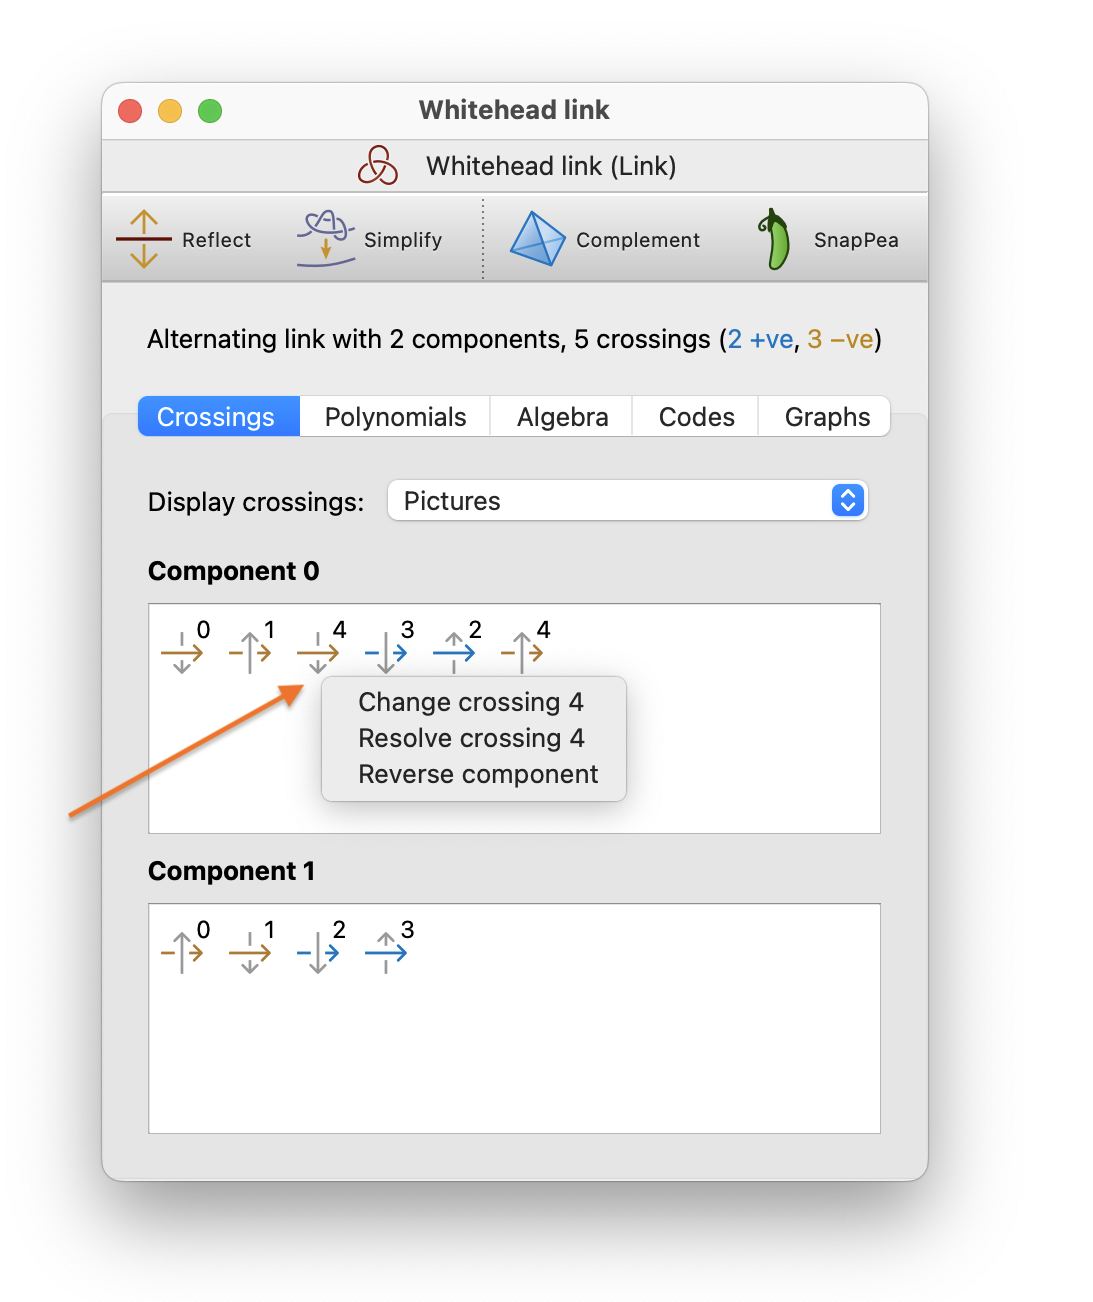 Whitehead link
Whitehead link (Link)
Reflect Simplify Complement SnapPea
Alternating link with 2 components, 5 crossings (2 +ve, 3 −ve)
Crossings Polynomials Algebra Codes Graphs
Display crossings: Pictures
Component 0
0 1 4 3 2 4
Change crossing 4
Resolve crossing 4
Reverse component
Component 1
0 1 2 3